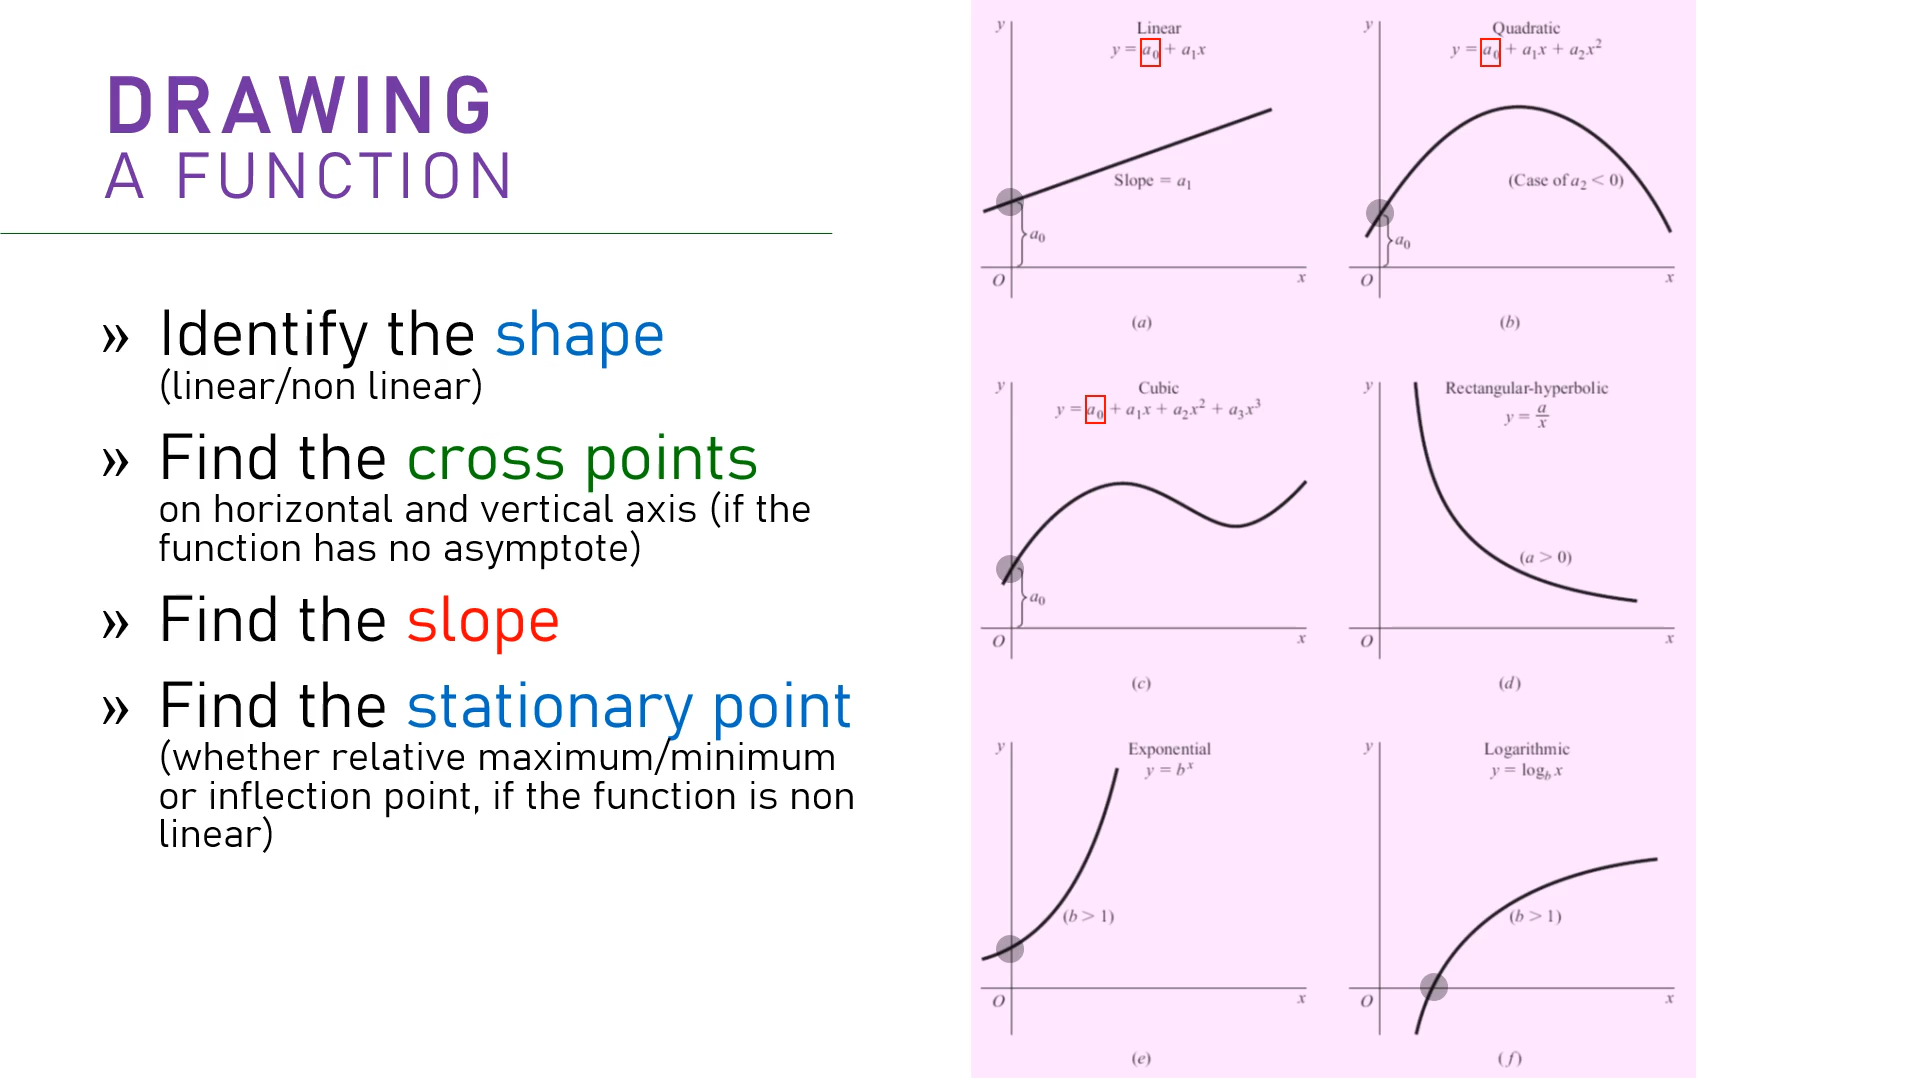 DRAWING
A FUNCTION
» Identify the shape
(linear/non linear)
» Find the cross points
on horizontal and vertical axis (if the
function has no asymptote)
» Find the slope
» Find the stationary point
(whether relative maximum/minimum
or inflection point, if the function is non
linear)
y
Linear
y = a₀ + a₁x
Slope = a₁
a₀
O
x
(a)
y
Quadratic
y = a₀ + a₁x + a₂x²
(Case of a₂ < 0)
a₀
O
x
(b)
y
Cubic
y = a₀ + a₁x + a₂x² + a₃x³
a₀
O
x
(c)
y
Rectangular-hyperbolic
y = a/x
(a > 0)
O
x
(d)
y
Exponential
y = bˣ
(b > 1)
O
x
(e)
y
Logarithmic
y = log_b x
(b > 1)
O
x
(f)